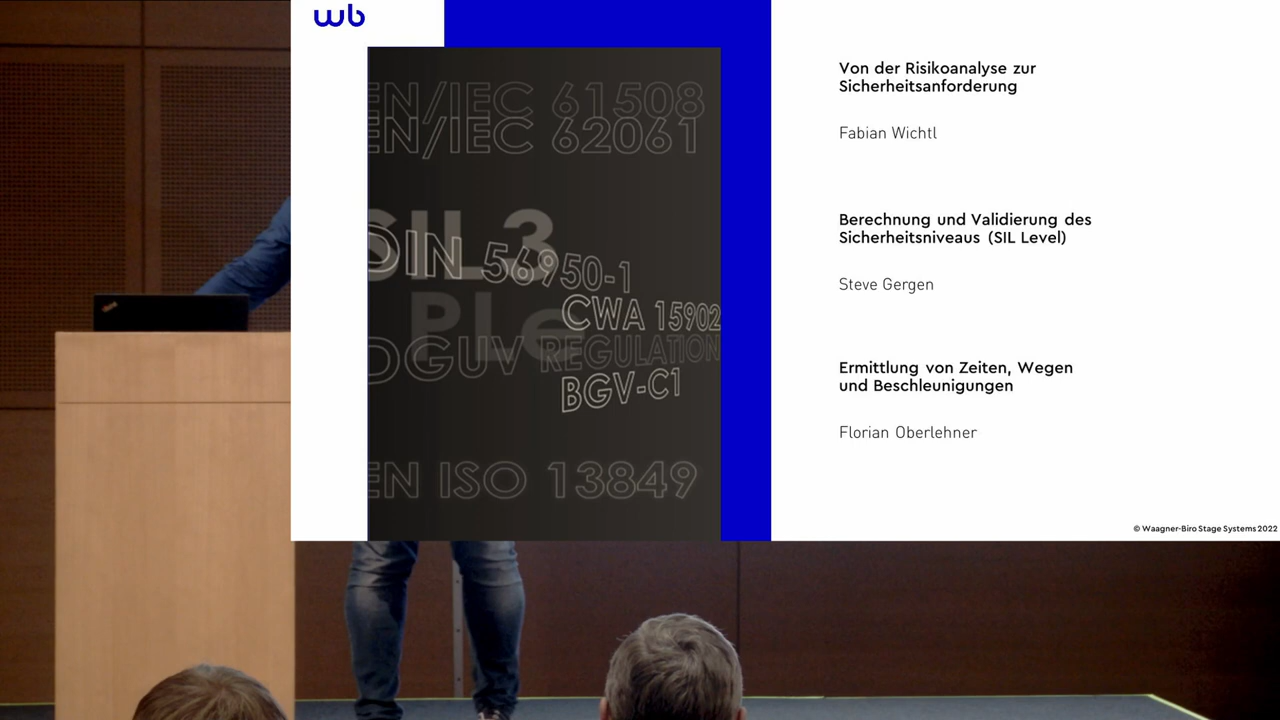 wb
EN/IEC 61508
EN/IEC 62061
SIL3
DIN 56950-1
CWA 15902
PLe
DGUV REGULATION
BGV-C1
EN ISO 13849
Von der Risikoanalyse zur
Sicherheitsanforderung
Fabian Wichtl
Berechnung und Validierung des
Sicherheitsniveaus (SIL Level)
Steve Gergen
Ermittlung von Zeiten, Wegen
und Beschleunigungen
Florian Oberlehner
© Waagner-Biro Stage Systems 2022